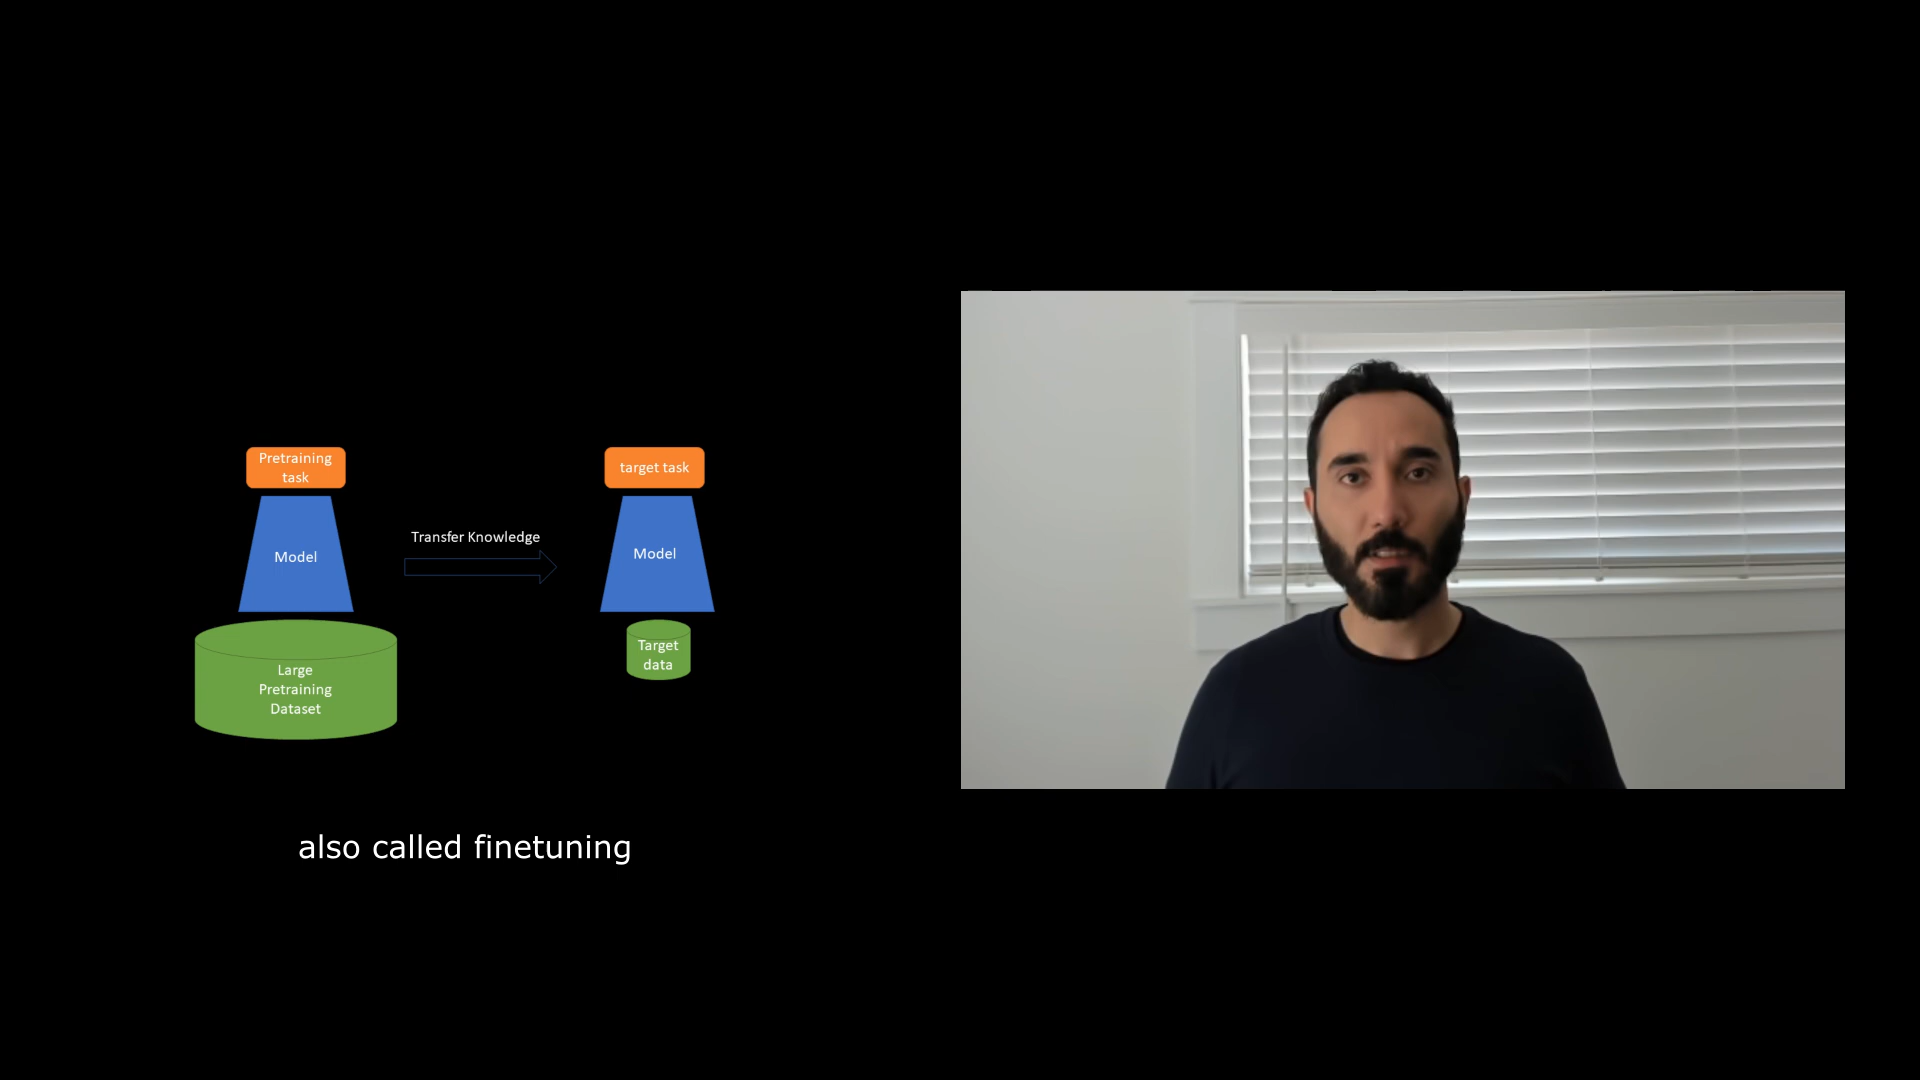 Pretraining
task
target task
Model
Transfer Knowledge
Model
Large
Pretraining
Dataset
Target
data
also called finetuning